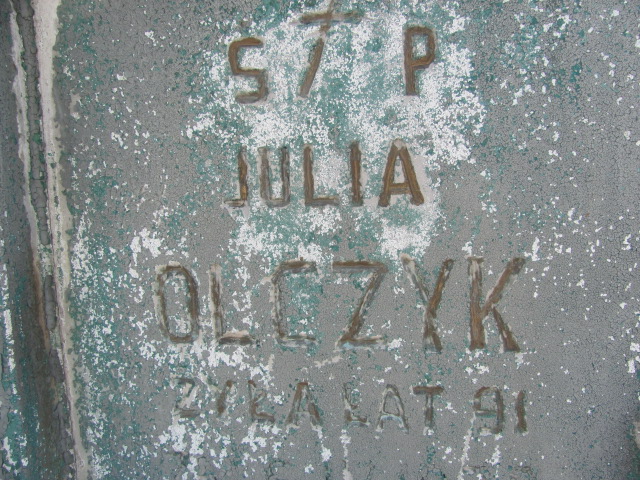 Ś † P
JULIA
OLCZYK
ŻYŁA LAT 91